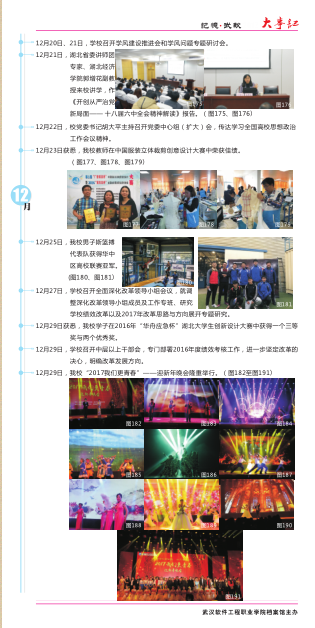 记忆·武软 大事记
12月20日、21日，学校召开学风建设推进会和学风问题专题研讨会。
12月21日，湖北省委讲师团
专家、湖北经济
学院郭增花副教
授来校讲学，作
《开创从严治党
新局面—— 十八届六中全会精神解读》报告。（ 图175、图176）
图175
图176
12月22日，校党委书记胡大平主持召开党委中心组（ 扩大 ）会，传达学习全国高校思想政治
工作会议精神。
12月23日获悉，我校教师在中国服装立体裁剪创意设计大赛中荣获佳绩。
（ 图177、图178、图179）
12
月
图177
图178
图179
12月25日，我校男子篮球
代表队获得华中
区高校联赛亚军。
(图180、图181)
图180
图181
12月27日，学校召开全面深化改革领导小组会议，就调
整深化改革领导小组成员及工作专班、研究
学校绩效改革以及2017年改革思路与方向展开专题研究。
12月29日获悉，我校学子在2016年“华舟应急杯”湖北大学生创新设计大赛中获得一个三等
奖与两个优秀奖。
12月29日，学校召开中层以上干部会，专门部署2016年度绩效考核工作，进一步坚定改革的
决心，明确改革发展方向。
12月29日，我校“2017我们更青春”——迎新年晚会隆重举行。（ 图182至图191）
图182
图183
图184
图185
图186
图187
图188
图189
图190
图191
武汉软件工程职业学院档案馆主办